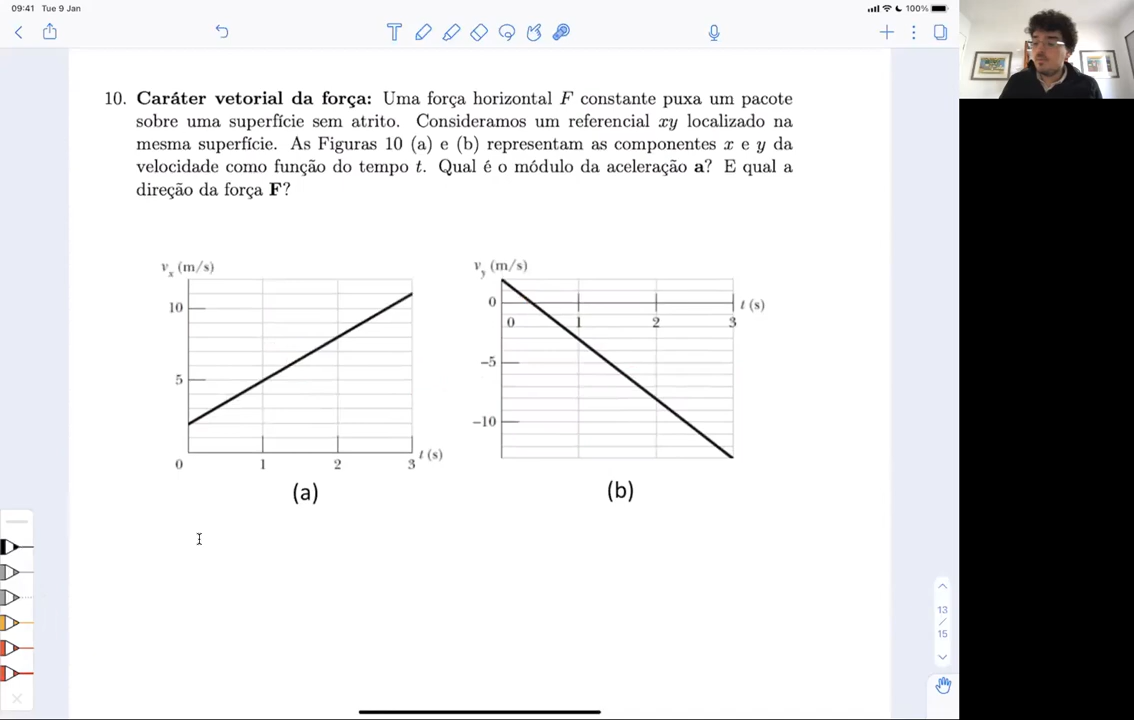 09:41 Tue 9 Jan
100%
10. Caráter vetorial da força: Uma força horizontal F constante puxa um pacote
sobre uma superfície sem atrito. Consideramos um referencial xy localizado na
mesma superfície. As Figuras 10 (a) e (b) representam as componentes x e y da
velocidade como função do tempo t. Qual é o módulo da aceleração a? E qual a
direção da força F?
v_x (m/s)
10
5
0 1 2 3 t (s)
(a)
v_y (m/s)
0
0 1 2 3 t (s)
-5
-10
(b)
13
/
15